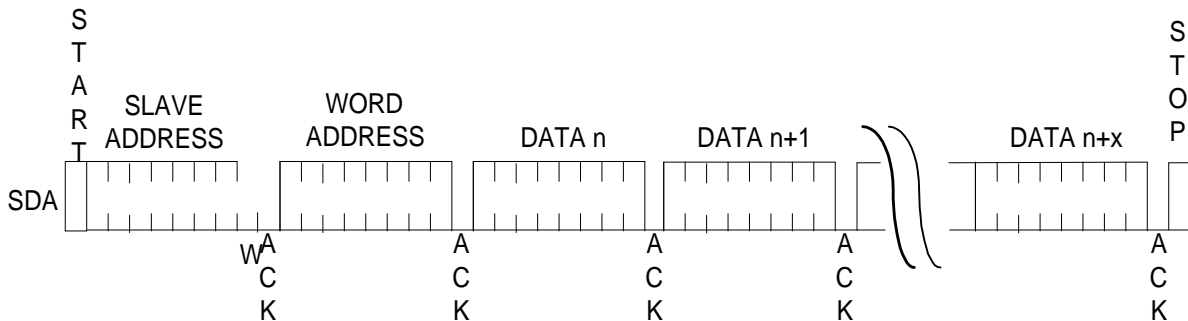 START
STOP
SLAVE
ADDRESS
WORD
ADDRESS
DATA n
DATA n+1
DATA n+x
SDA
W
ACK
ACK
ACK
ACK
ACK